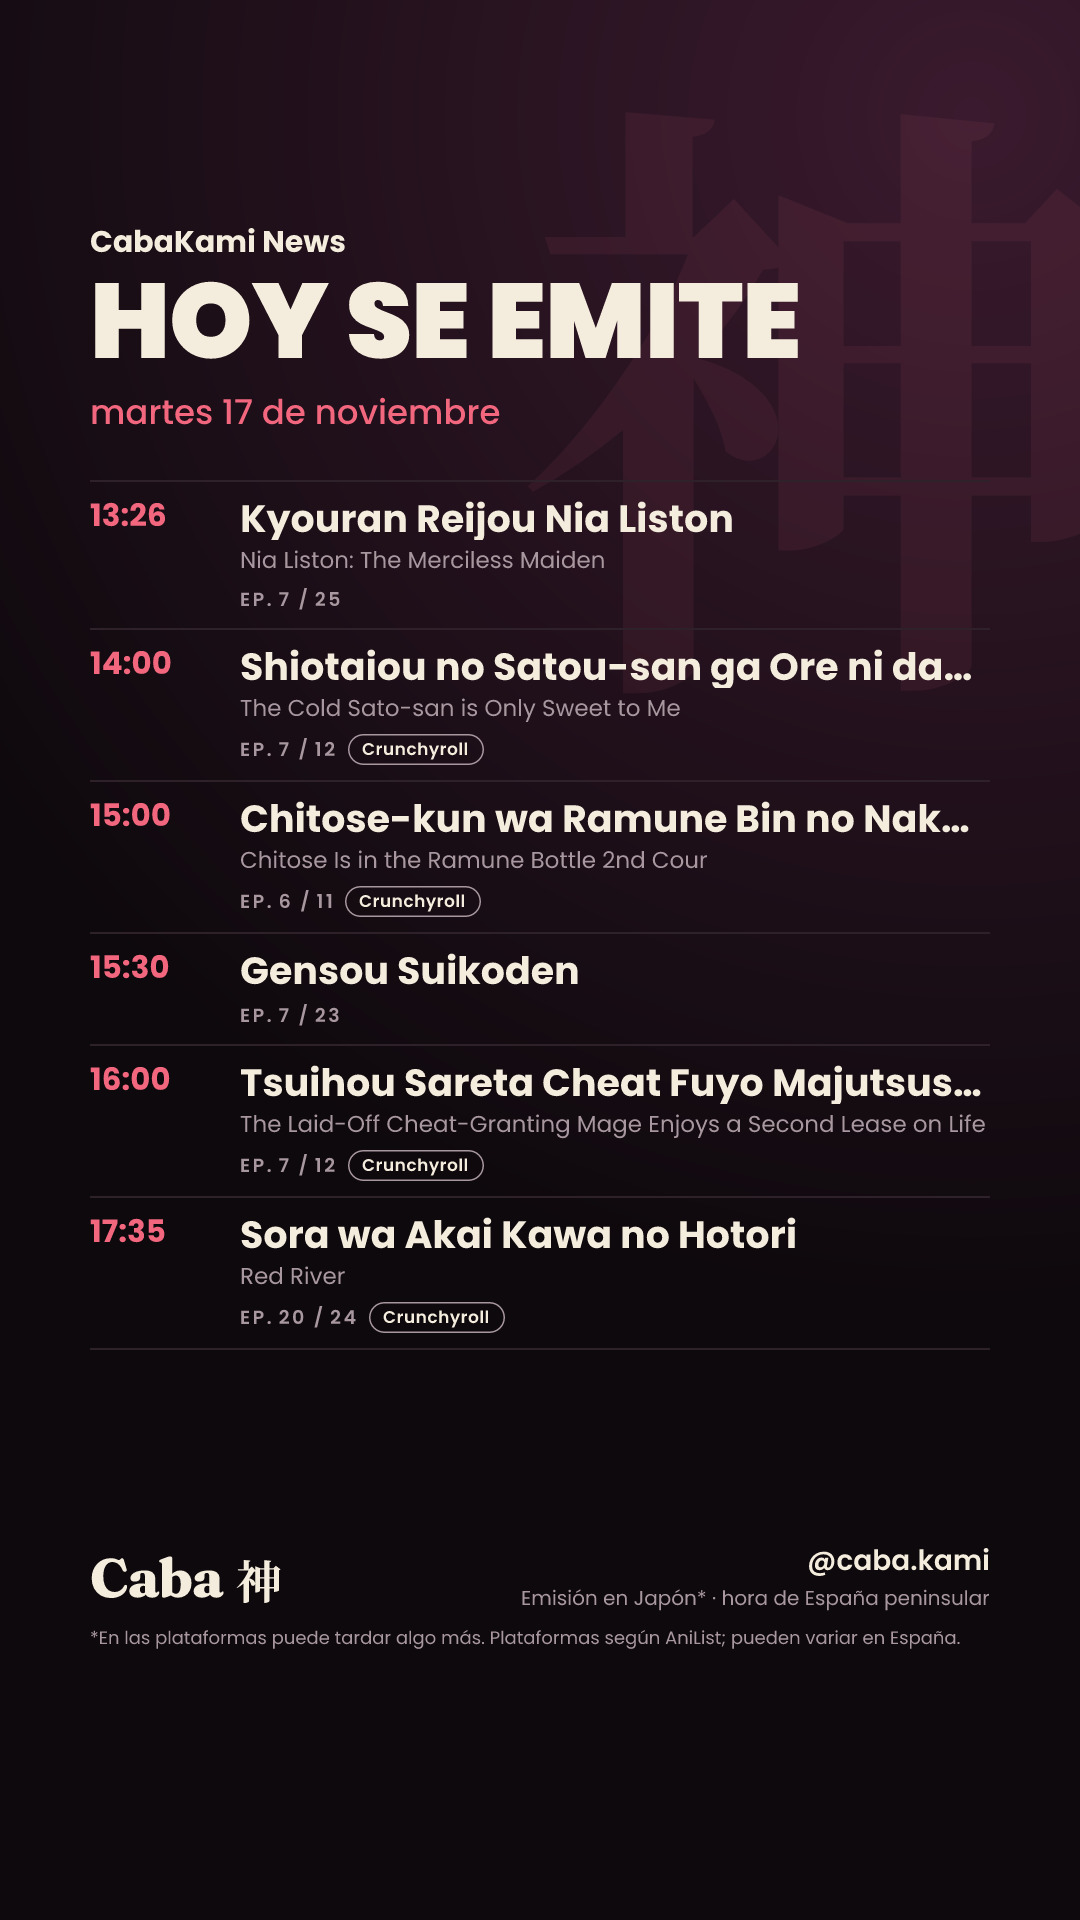 神
CabaKami News
HOY SE EMITE
martes 17 de noviembre
13:26
Kyouran Reijou Nia Liston
Nia Liston: The Merciless Maiden
EP. 7 / 25
14:00
Shiotaiou no Satou-san ga Ore ni da...
The Cold Sato-san is Only Sweet to Me
EP. 7 / 12 Crunchyroll
15:00
Chitose-kun wa Ramune Bin no Nak...
Chitose Is in the Ramune Bottle 2nd Cour
EP. 6 / 11 Crunchyroll
15:30
Gensou Suikoden
EP. 7 / 23
16:00
Tsuihou Sareta Cheat Fuyo Majutsus...
The Laid-Off Cheat-Granting Mage Enjoys a Second Lease on Life
EP. 7 / 12 Crunchyroll
17:35
Sora wa Akai Kawa no Hotori
Red River
EP. 20 / 24 Crunchyroll
Caba 神
@caba.kami
Emisión en Japón* · hora de España peninsular
*En las plataformas puede tardar algo más. Plataformas según AniList; pueden variar en España.